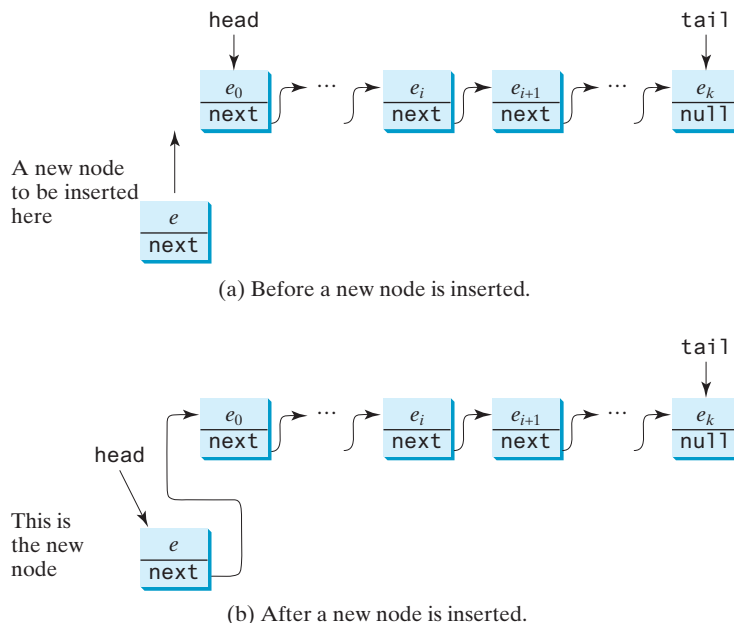 head tail
e0 ... ei ei+1 ... ek
next next next null
A new node
to be inserted
here
e
next
(a) Before a new node is inserted.
tail
e0 ... ei ei+1 ... ek
next next next null
head
This is
the new
node
e
next
(b) After a new node is inserted.